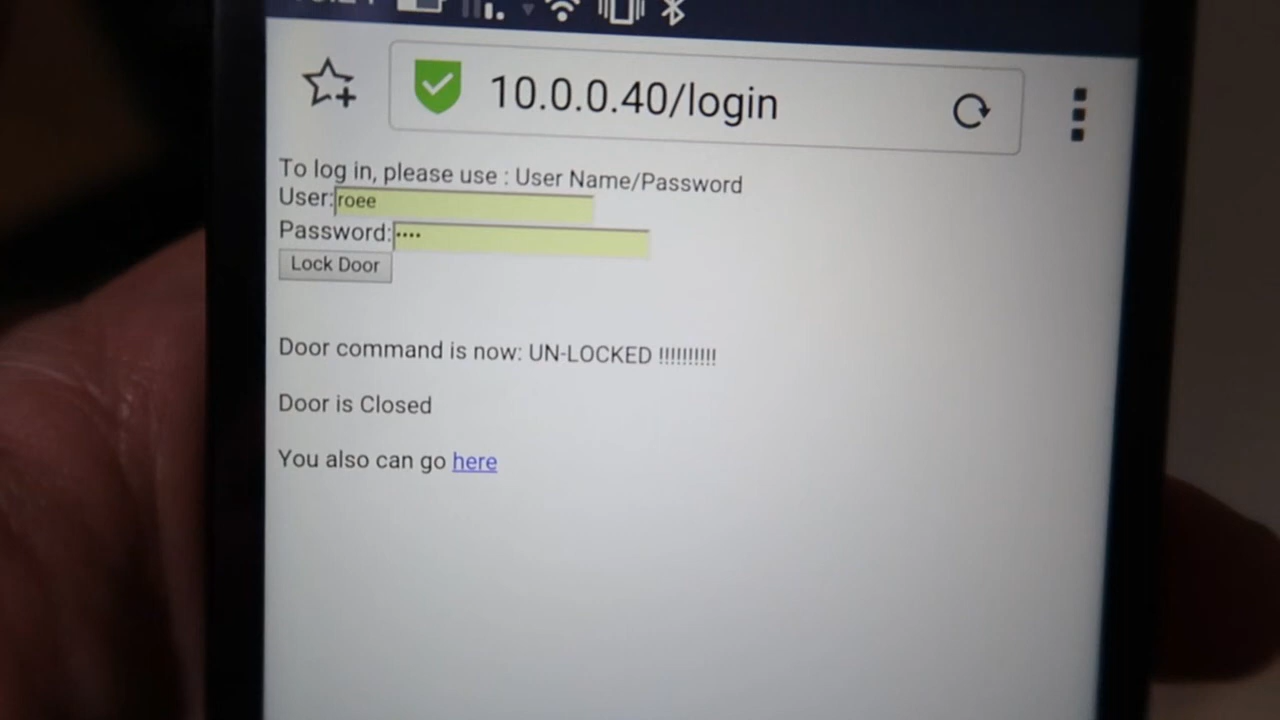 10.0.0.40/login
To log in, please use : User Name/Password
User:roee
Password:••••
Lock Door
Door command is now: UN-LOCKED !!!!!!!!!!
Door is Closed
You also can go here